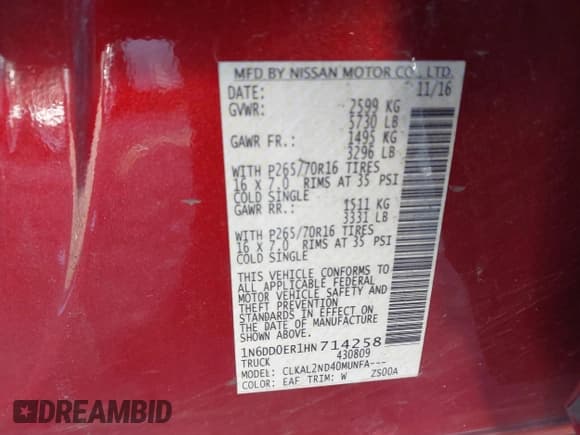 MFD BY NISSAN MOTOR CO., LTD.
DATE: 11/16
GVWR: 2599 KG
5730 LB
GAWR FR.: 1495 KG
3296 LB
WITH P265/70R16 TIRES
16 X 7.0 RIMS AT 35 PSI
COLD SINGLE
GAWR RR.: 1511 KG
3331 LB
WITH P265/70R16 TIRES
16 X 7.0 RIMS AT 35 PSI
COLD SINGLE
THIS VEHICLE CONFORMS TO
ALL APPLICABLE FEDERAL
MOTOR VEHICLE SAFETY AND
THEFT PREVENTION
STANDARDS IN EFFECT ON
THE DATE OF MANUFACTURE
SHOWN ABOVE.
1N6DD0ER1HN714258
TRUCK 430809
MODEL: CLKAL2ND40MUNFA---
COLOR: EAF TRIM: W ZS00A
DREAMBID